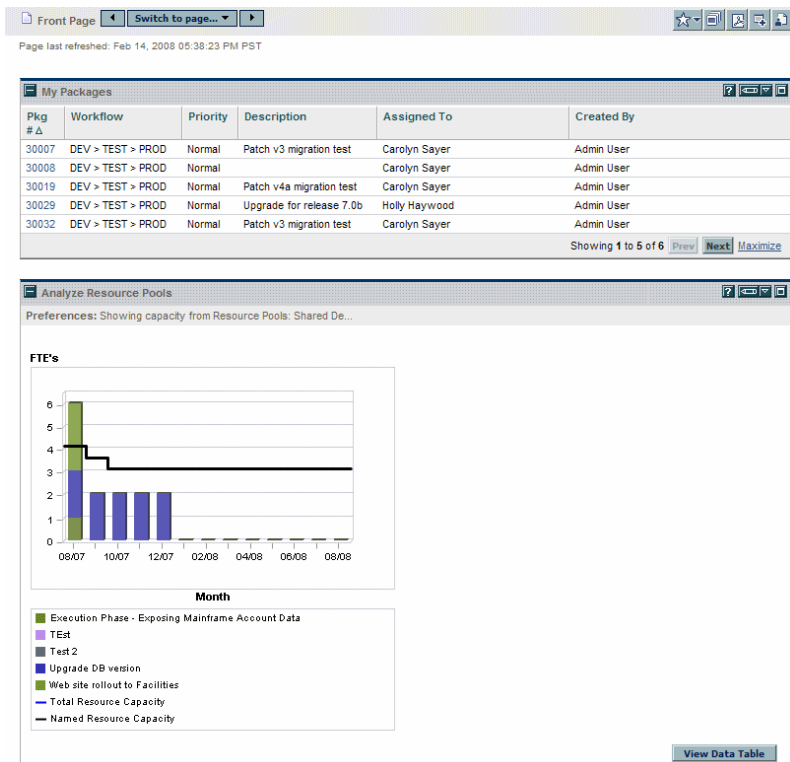 Front Page Switch to page...
Page last refreshed: Feb 14, 2008 05:38:23 PM PST
My Packages ?
Pkg # Workflow Priority Description Assigned To Created By
30007 DEV > TEST > PROD Normal Patch v3 migration test Carolyn Sayer Admin User
30008 DEV > TEST > PROD Normal Carolyn Sayer Admin User
30019 DEV > TEST > PROD Normal Patch v4a migration test Carolyn Sayer Admin User
30029 DEV > TEST > PROD Normal Upgrade for release 7.0b Holly Haywood Admin User
30032 DEV > TEST > PROD Normal Patch v3 migration test Carolyn Sayer Admin User
Showing 1 to 5 of 6 Prev Next Maximize
Analyze Resource Pools ?
Preferences: Showing capacity from Resource Pools: Shared De...
FTE's
6
5
4
3
2
1
0
08/07 10/07 12/07 02/08 04/08 06/08 08/08
Month
Execution Phase - Exposing Mainframe Account Data
TEst
Test 2
Upgrade DB version
Web site rollout to Facilities
Total Resource Capacity
Named Resource Capacity
View Data Table